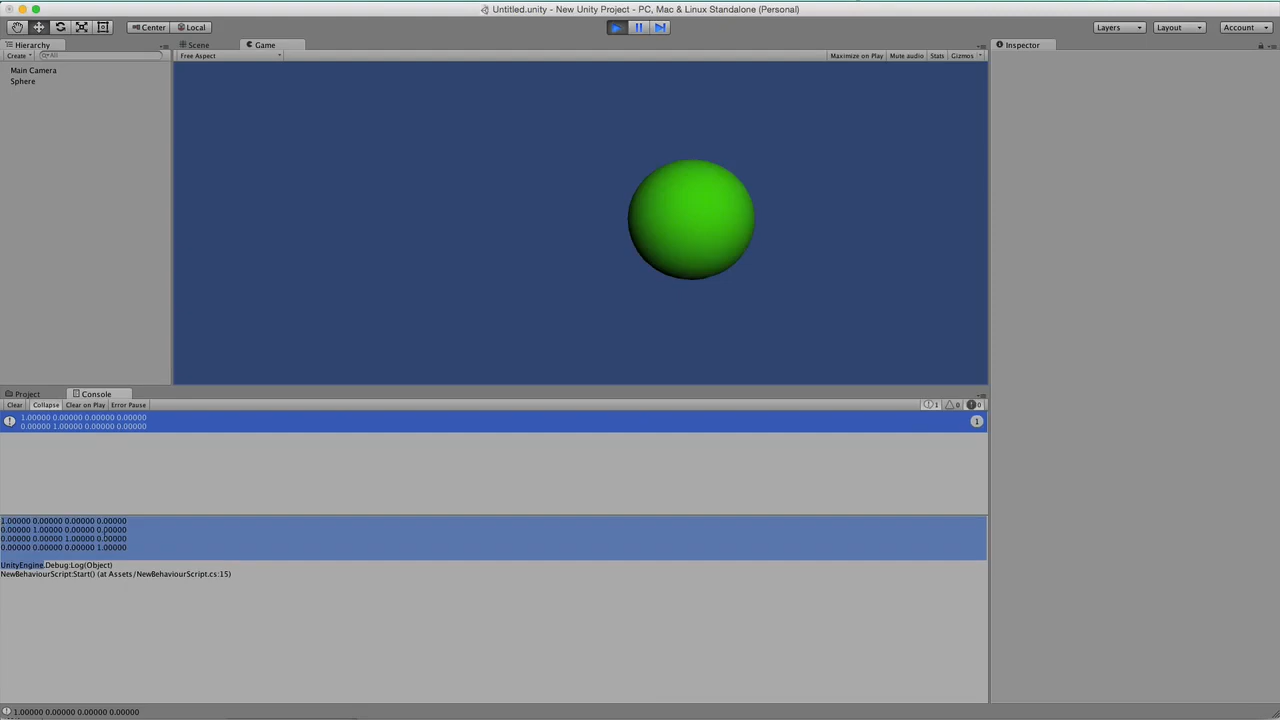 Untitled.unity - New Unity Project - PC, Mac & Linux Standalone (Personal)
Center Local Layers Layout Account
Hierarchy Scene Game Inspector
Create All Free Aspect Maximize on Play Mute audio Stats Gizmos
Main Camera
Sphere
Project Console
Clear Collapse Clear on Play Error Pause 1 0 0
1.00000 0.00000 0.00000 0.00000
0.00000 1.00000 0.00000 0.00000
1
1.00000 0.00000 0.00000 0.00000
0.00000 1.00000 0.00000 0.00000
0.00000 0.00000 1.00000 0.00000
0.00000 0.00000 0.00000 1.00000
UnityEngine.Debug:Log(Object)
NewBehaviourScript:Start() (at Assets/NewBehaviourScript.cs:15)
1.00000 0.00000 0.00000 0.00000